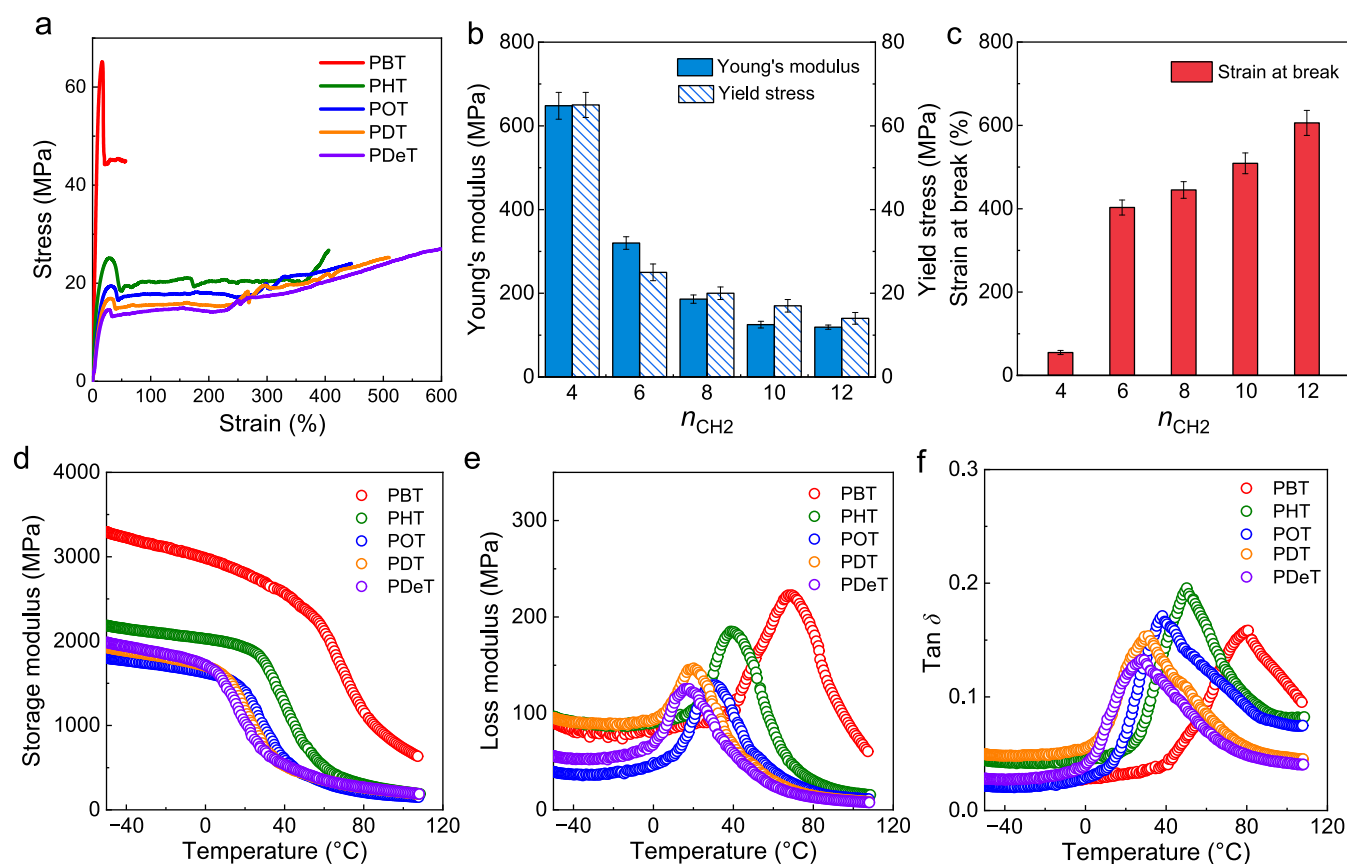 a
Stress (MPa)
60
40
20
0
0 100 200 300 400 500 600
Strain (%)
PBT
PHT
POT
PDT
PDeT
b
Young's modulus (MPa)
800
600
400
200
0
4 6 8 10 12
nCH2
Young's modulus
Yield stress
80
60
40
20
0
Yield stress (MPa)
c
Strain at break (%)
800
600
400
200
0
4 6 8 10 12
nCH2
Strain at break
d
Storage modulus (MPa)
4000
3000
2000
1000
0
−40 0 40 80 120
Temperature (°C)
PBT
PHT
POT
PDT
PDeT
e
Loss modulus (MPa)
300
200
100
0
−40 0 40 80 120
Temperature (°C)
PBT
PHT
POT
PDT
PDeT
f
Tan δ
0.3
0.2
0.1
0.0
−40 0 40 80 120
Temperature (°C)
PBT
PHT
POT
PDT
PDeT